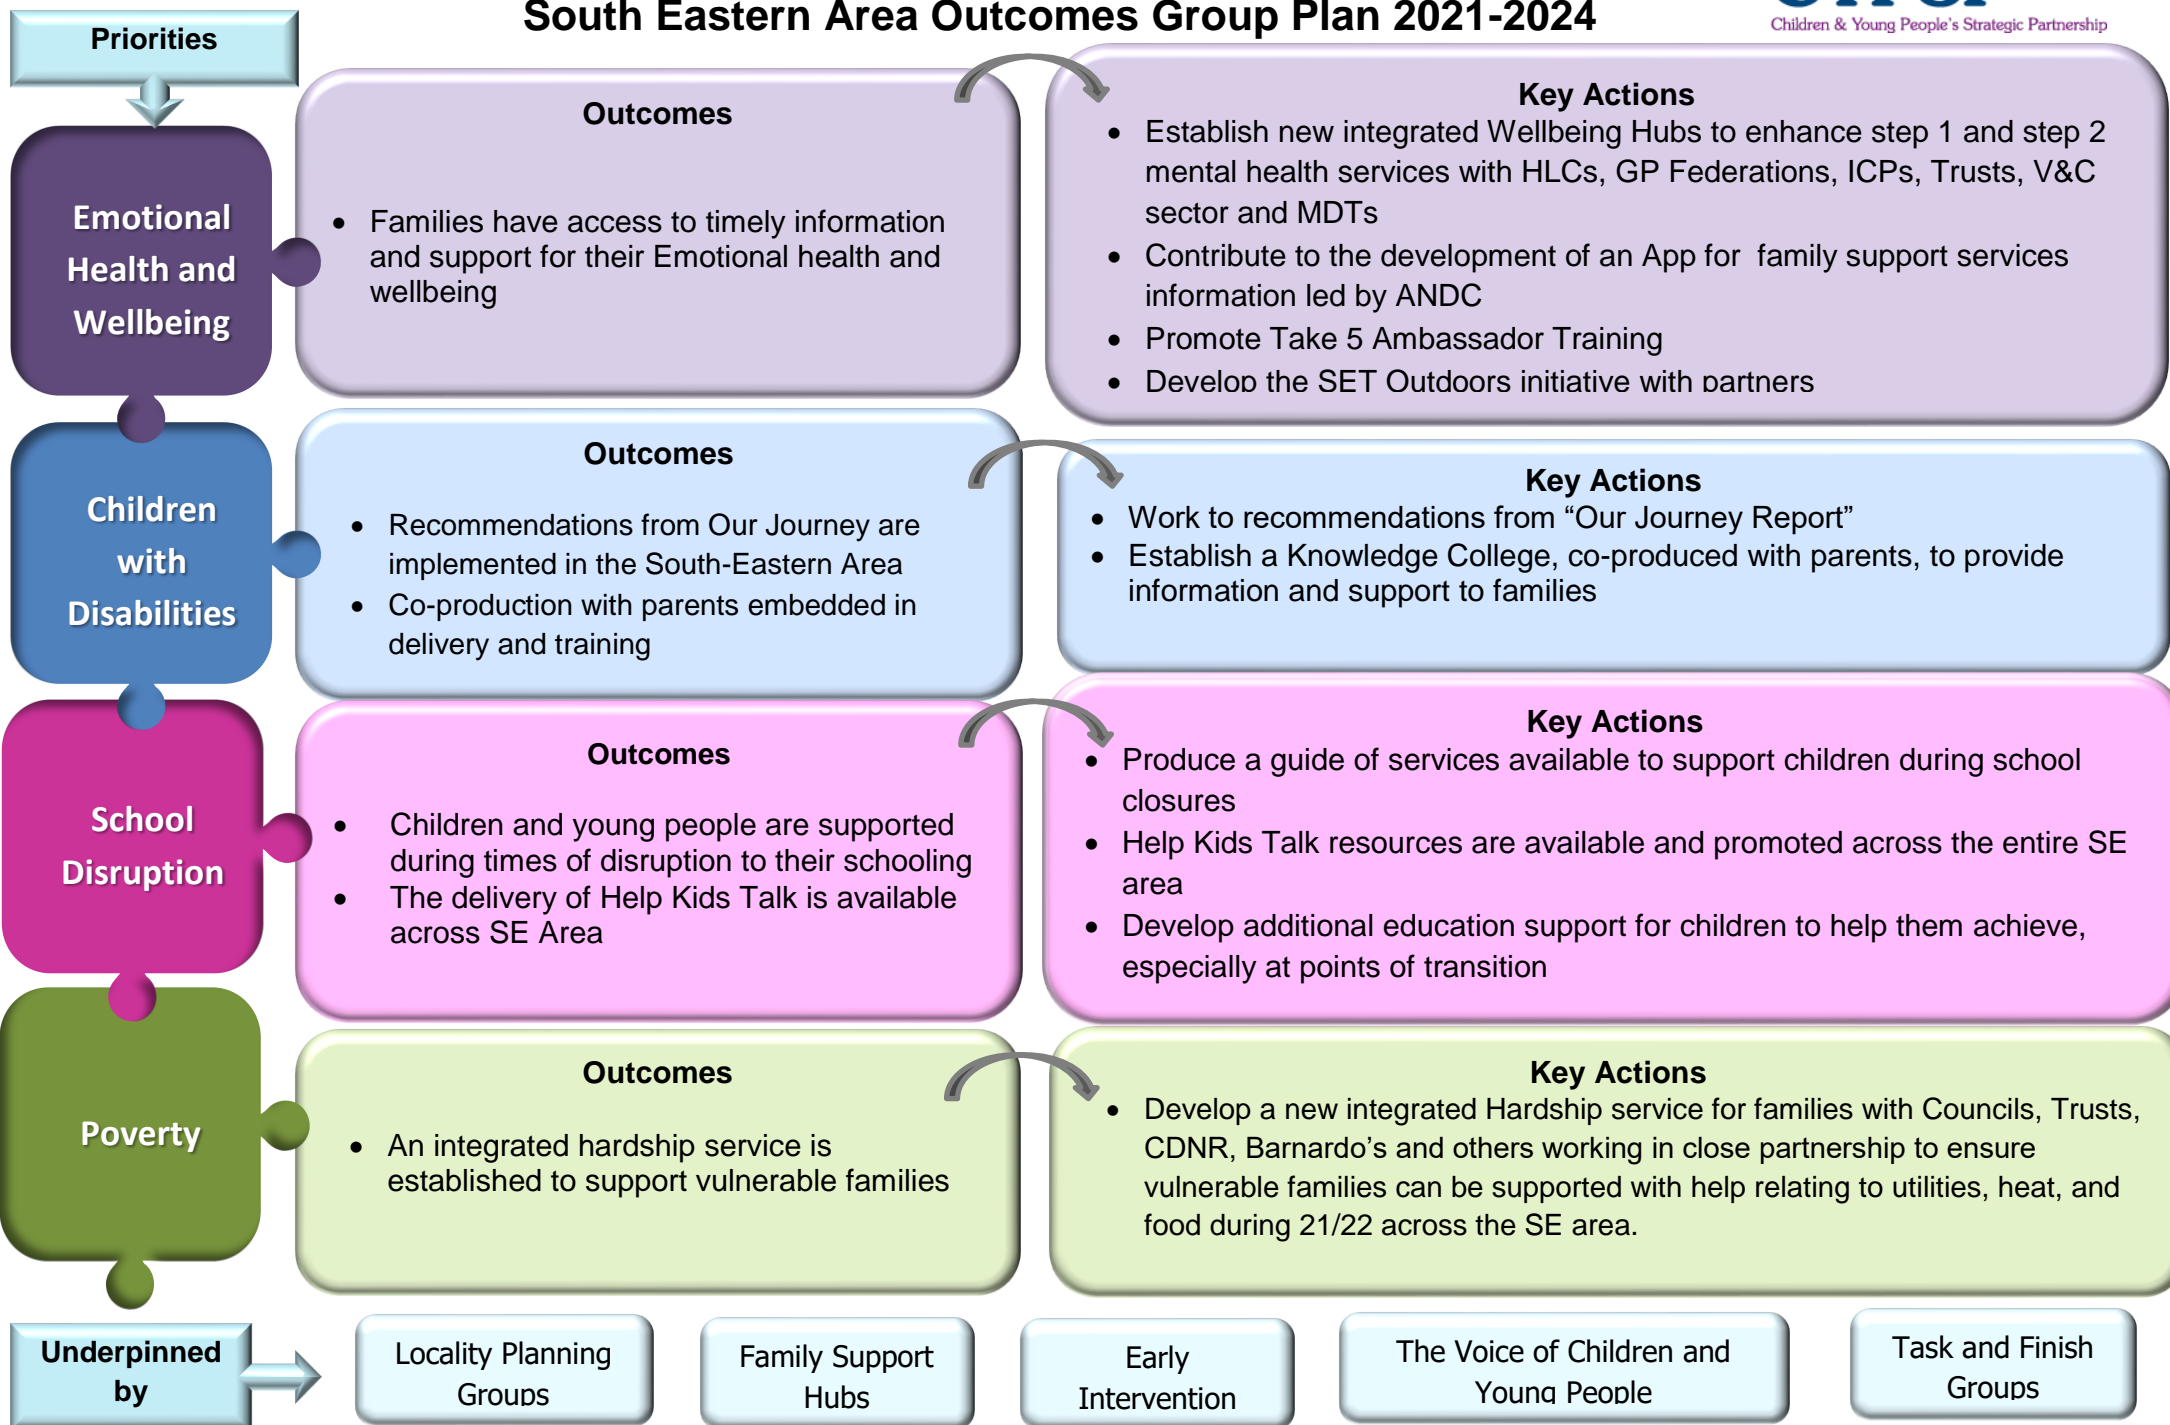 South Eastern Area Outcomes Group Plan 2021-2024
Children & Young People's Strategic Partnership
Priorities
Emotional
Health and
Wellbeing
Outcomes
• Families have access to timely information
and support for their Emotional health and
wellbeing
Key Actions
• Establish new integrated Wellbeing Hubs to enhance step 1 and step 2
mental health services with HLCs, GP Federations, ICPs, Trusts, V&C
sector and MDTs
• Contribute to the development of an App for family support services
information led by ANDC
• Promote Take 5 Ambassador Training
• Develop the SET Outdoors initiative with partners
Children
with
Disabilities
Outcomes
• Recommendations from Our Journey are
implemented in the South-Eastern Area
• Co-production with parents embedded in
delivery and training
Key Actions
• Work to recommendations from “Our Journey Report”
• Establish a Knowledge College, co-produced with parents, to provide
information and support to families
School
Disruption
Outcomes
• Children and young people are supported
during times of disruption to their schooling
• The delivery of Help Kids Talk is available
across SE Area
Key Actions
• Produce a guide of services available to support children during school
closures
• Help Kids Talk resources are available and promoted across the entire SE
area
• Develop additional education support for children to help them achieve,
especially at points of transition
Poverty
Outcomes
• An integrated hardship service is
established to support vulnerable families
Key Actions
• Develop a new integrated Hardship service for families with Councils, Trusts,
CDNR, Barnardo’s and others working in close partnership to ensure
vulnerable families can be supported with help relating to utilities, heat, and
food during 21/22 across the SE area.
Underpinned
by
Locality Planning
Groups
Family Support
Hubs
Early
Intervention
The Voice of Children and
Young People
Task and Finish
Groups